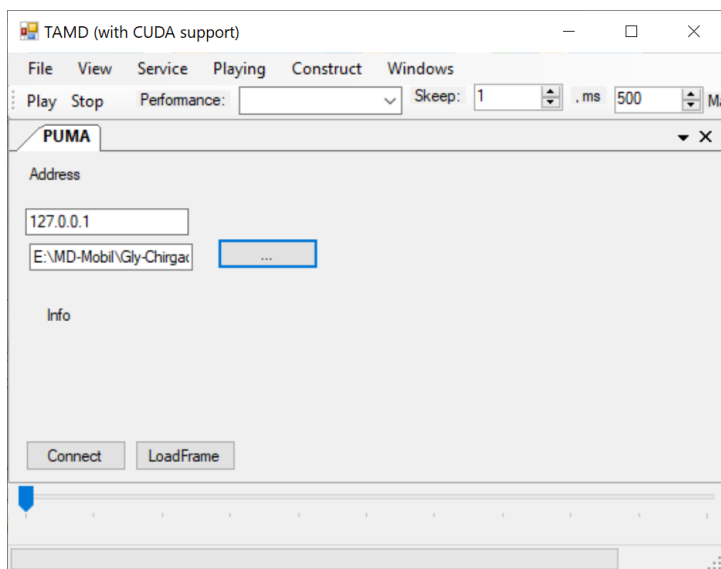 TAMD (with CUDA support)
File View Service Playing Construct Windows
Play Stop Performance: Skeep: 1 , ms 500
PUMA
Address
127.0.0.1
E:\MD-Mobil\Gly-Chirgac ...
Info
Connect LoadFrame